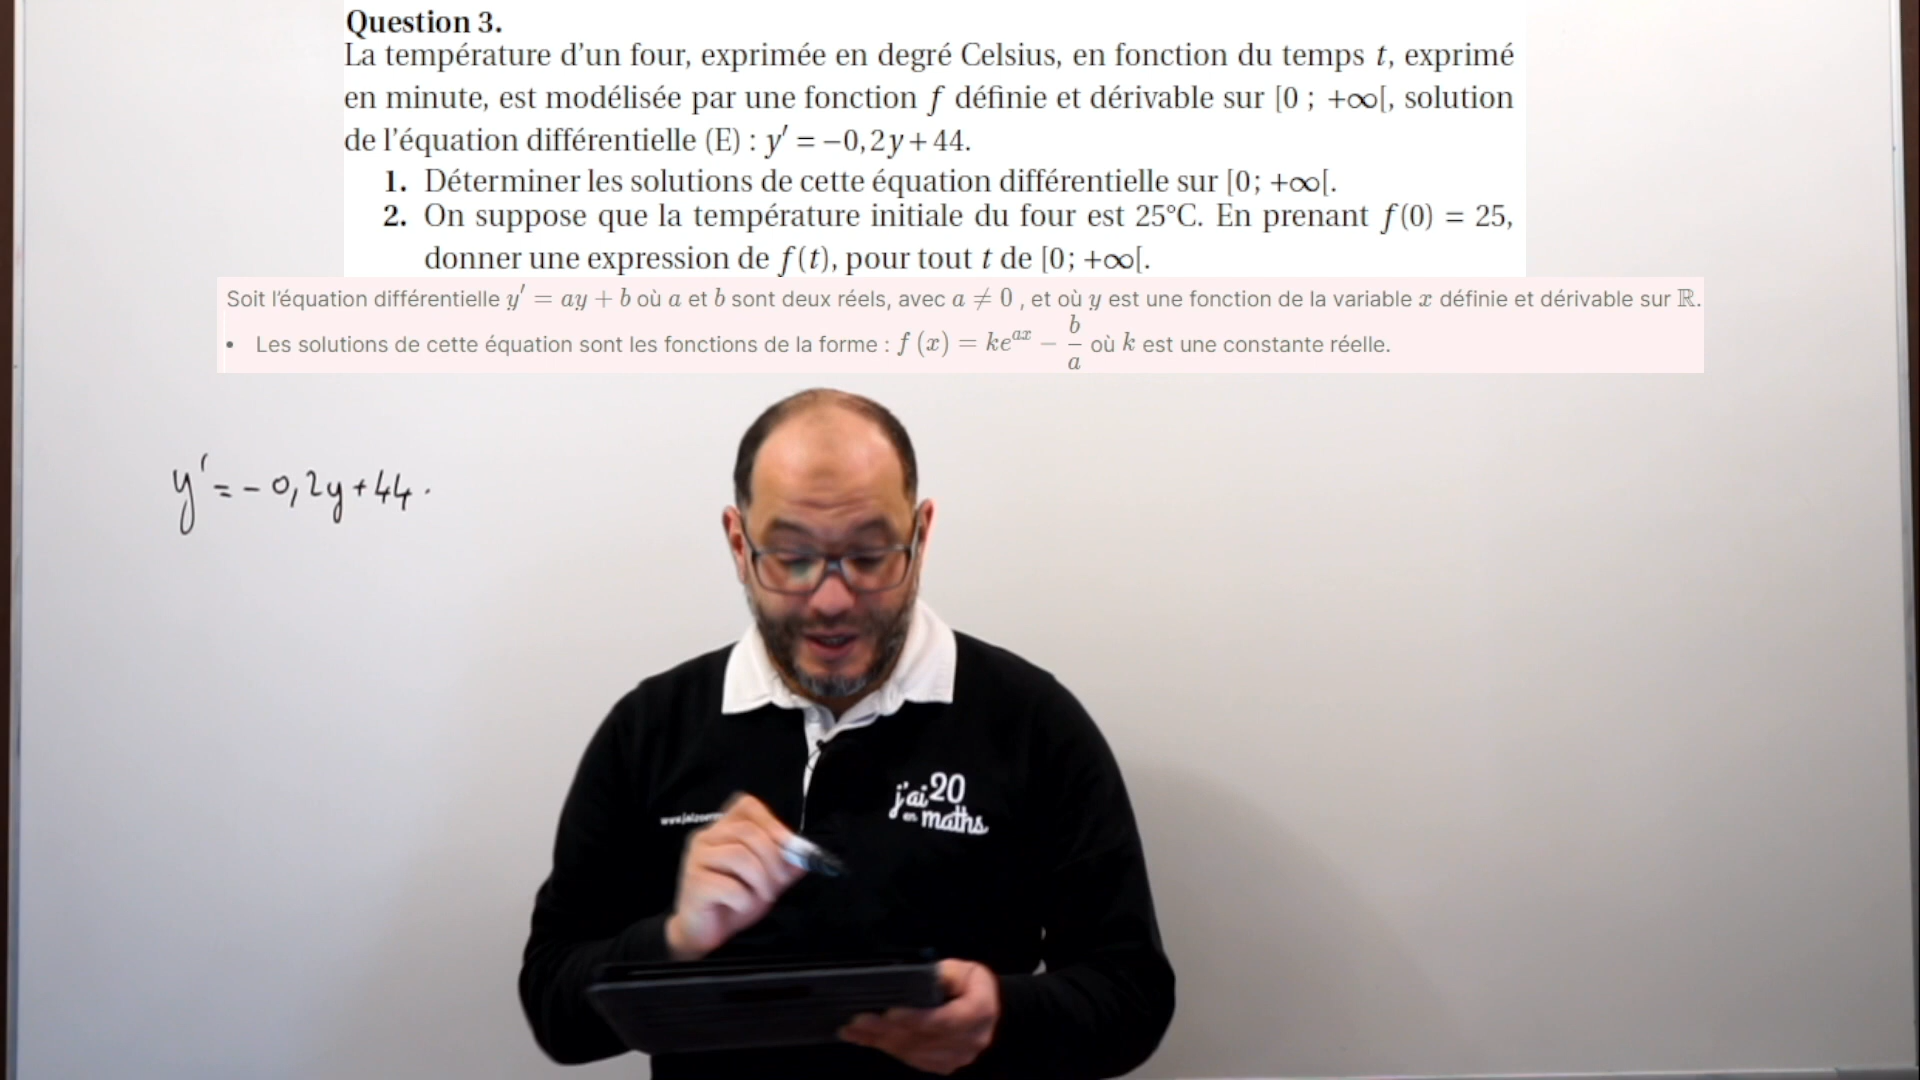 Question 3.
La température d'un four, exprimée en degré Celsius, en fonction du temps t, exprimé
en minute, est modélisée par une fonction f définie et dérivable sur [0 ; +∞[, solution
de l'équation différentielle (E) : y′ = −0,2y + 44.
1. Déterminer les solutions de cette équation différentielle sur [0; +∞[.
2. On suppose que la température initiale du four est 25°C. En prenant f(0) = 25,
donner une expression de f(t), pour tout t de [0; +∞[.
Soit l'équation différentielle y′ = ay + b où a et b sont deux réels, avec a ≠ 0 , et où y est une fonction de la variable x définie et dérivable sur ℝ.
• Les solutions de cette équation sont les fonctions de la forme : f (x) = ke^{ax} − b/a où k est une constante réelle.
y' = - 0,2y + 44 .
j'ai 20
en maths